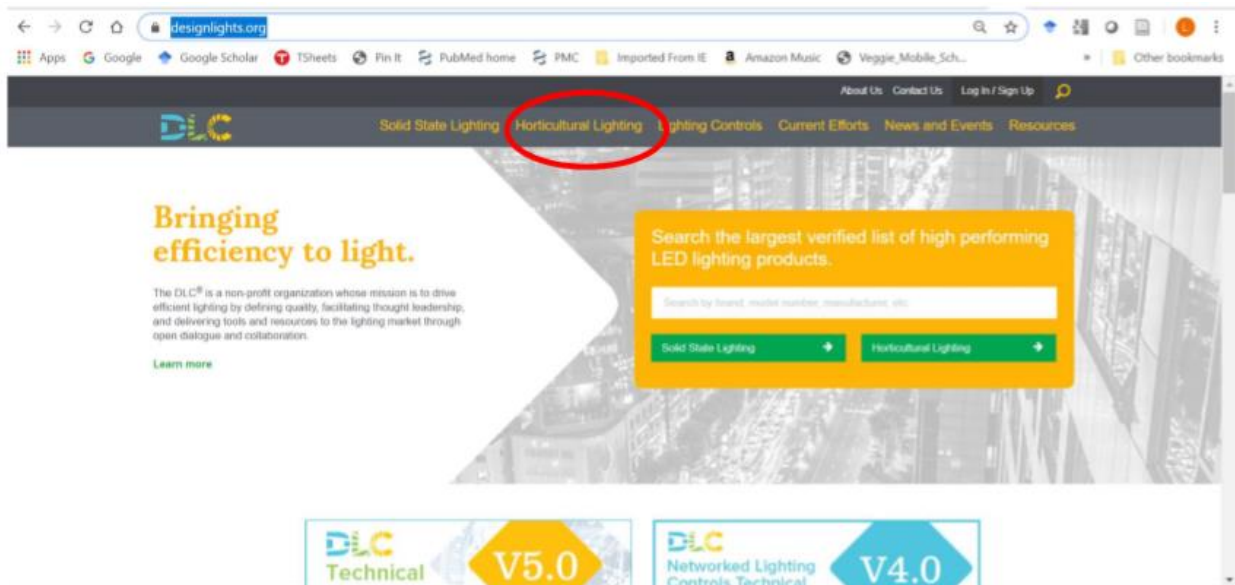 designlights.org
Apps Google Google Scholar TSheets Pin It PubMed home PMC Imported From IE Amazon Music Veggie_Mobile_Sch... » Other bookmarks
About Us Contact Us Log In / Sign Up
DLC Solid State Lighting Horticultural Lighting Lighting Controls Current Efforts News and Events Resources
Bringing
efficiency to light.
The DLC® is a non-profit organization whose mission is to drive
efficient lighting by defining quality, facilitating thought leadership,
and delivering tools and resources to the lighting market through
open dialogue and collaboration.
Learn more
Search the largest verified list of high performing
LED lighting products.
Search by brand, model number, manufacturer, etc.
Solid State Lighting Horticultural Lighting
DLC
Technical
V5.0
DLC
Networked Lighting
Controls Technical
V4.0